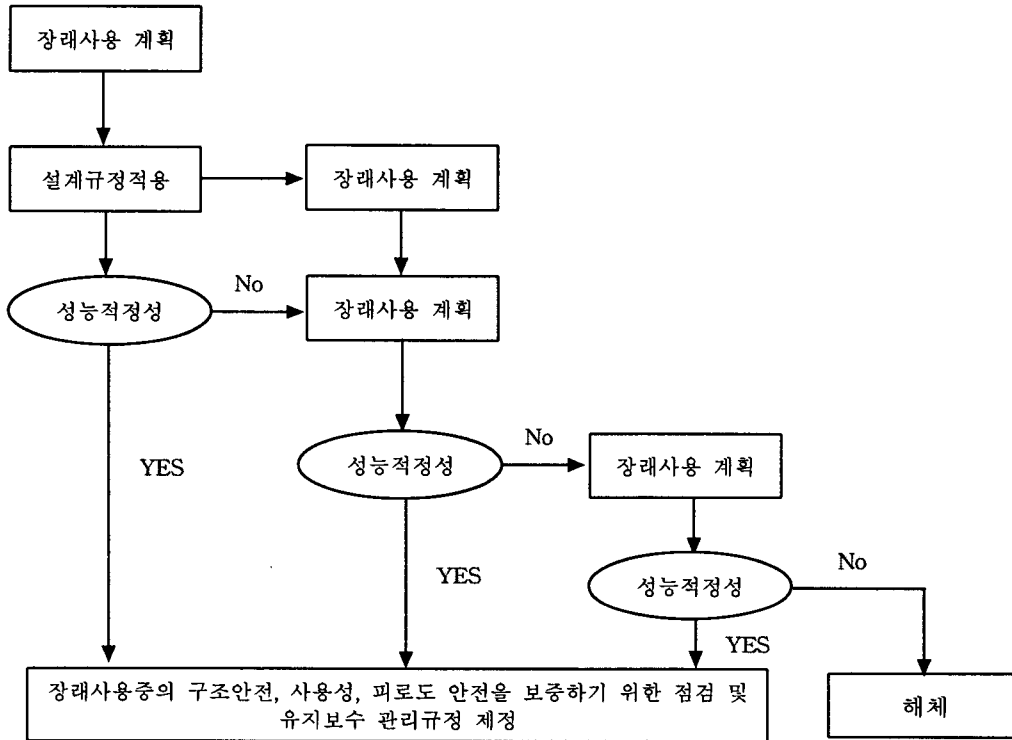 장래사용 계획
설계규정적용
장래사용 계획
성능적정성
No
장래사용 계획
YES
성능적정성
No
장래사용 계획
YES
성능적정성
No
YES
장래사용중의 구조안전, 사용성, 피로도 안전을 보증하기 위한 점검 및
유지보수 관리규정 제정
해체